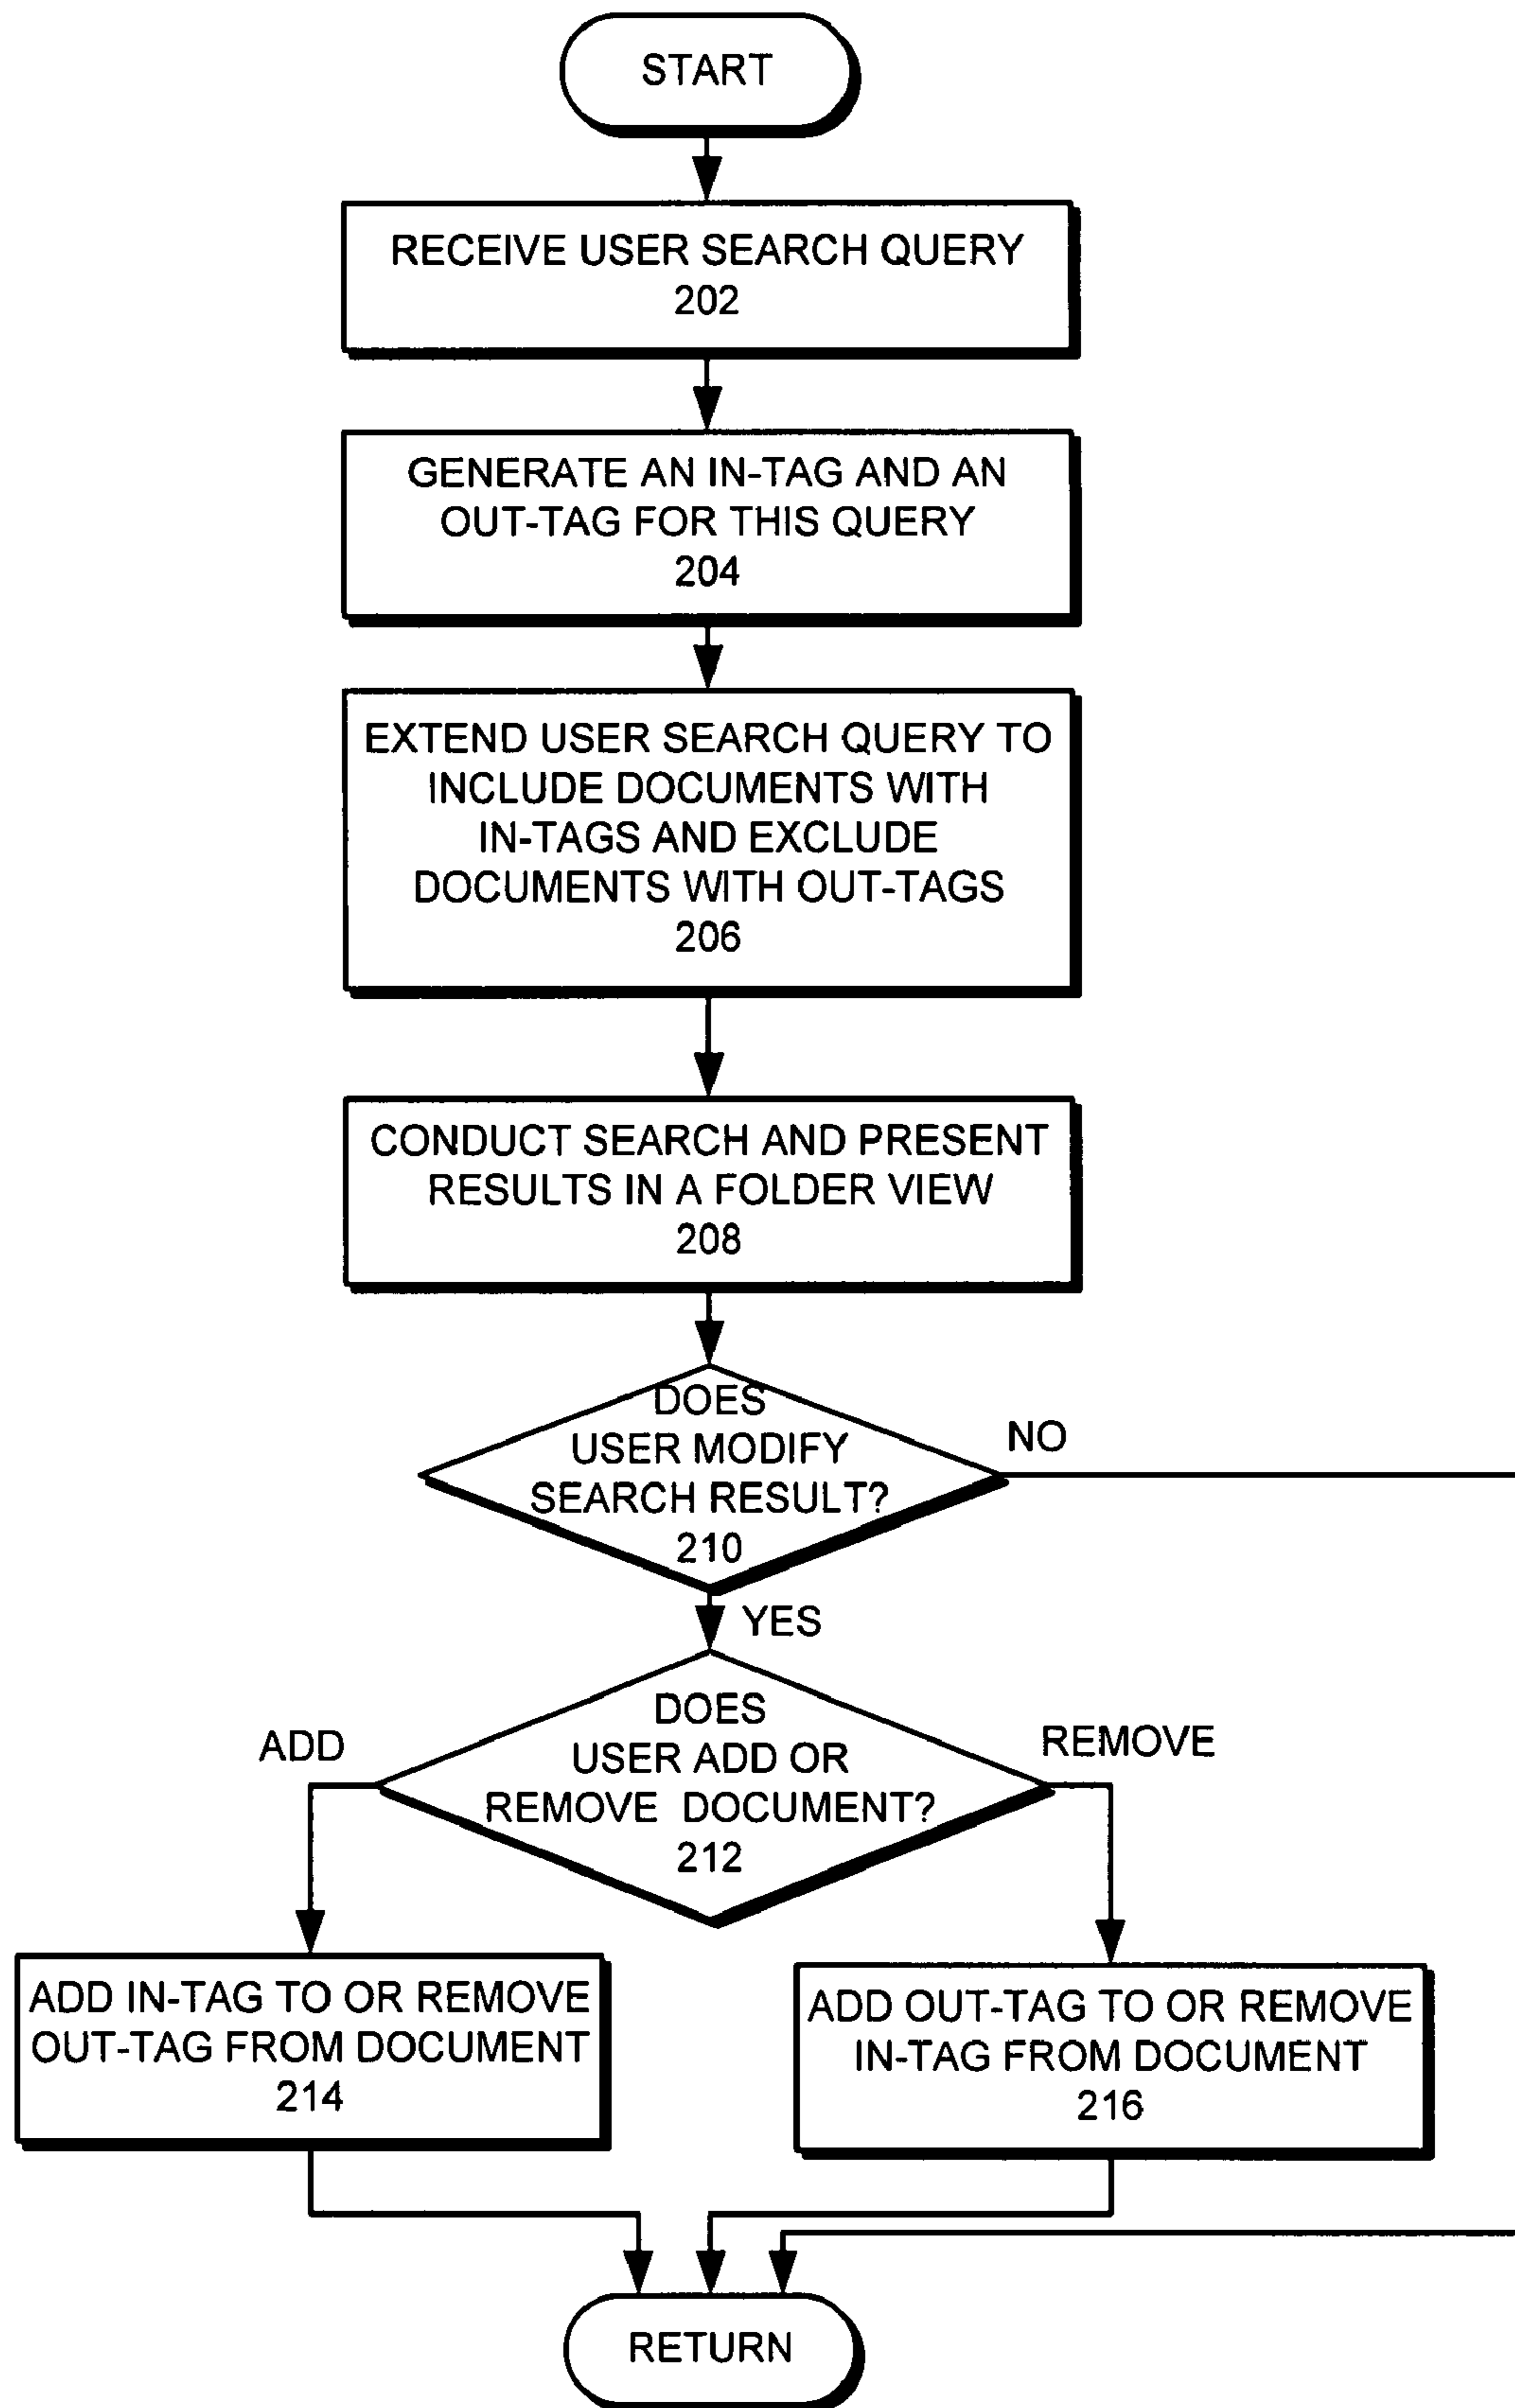 START
RECEIVE USER SEARCH QUERY
202
GENERATE AN IN-TAG AND AN
OUT-TAG FOR THIS QUERY
204
EXTEND USER SEARCH QUERY TO
INCLUDE DOCUMENTS WITH
IN-TAGS AND EXCLUDE
DOCUMENTS WITH OUT-TAGS
206
CONDUCT SEARCH AND PRESENT
RESULTS IN A FOLDER VIEW
208
DOES
USER MODIFY
SEARCH RESULT?
210
NO
YES
DOES
USER ADD OR
REMOVE DOCUMENT?
212
ADD
REMOVE
ADD IN-TAG TO OR REMOVE
OUT-TAG FROM DOCUMENT
214
ADD OUT-TAG TO OR REMOVE
IN-TAG FROM DOCUMENT
216
RETURN